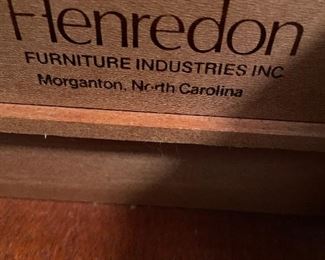 Henredon
FURNITURE INDUSTRIES INC
Morganton, North Carolina